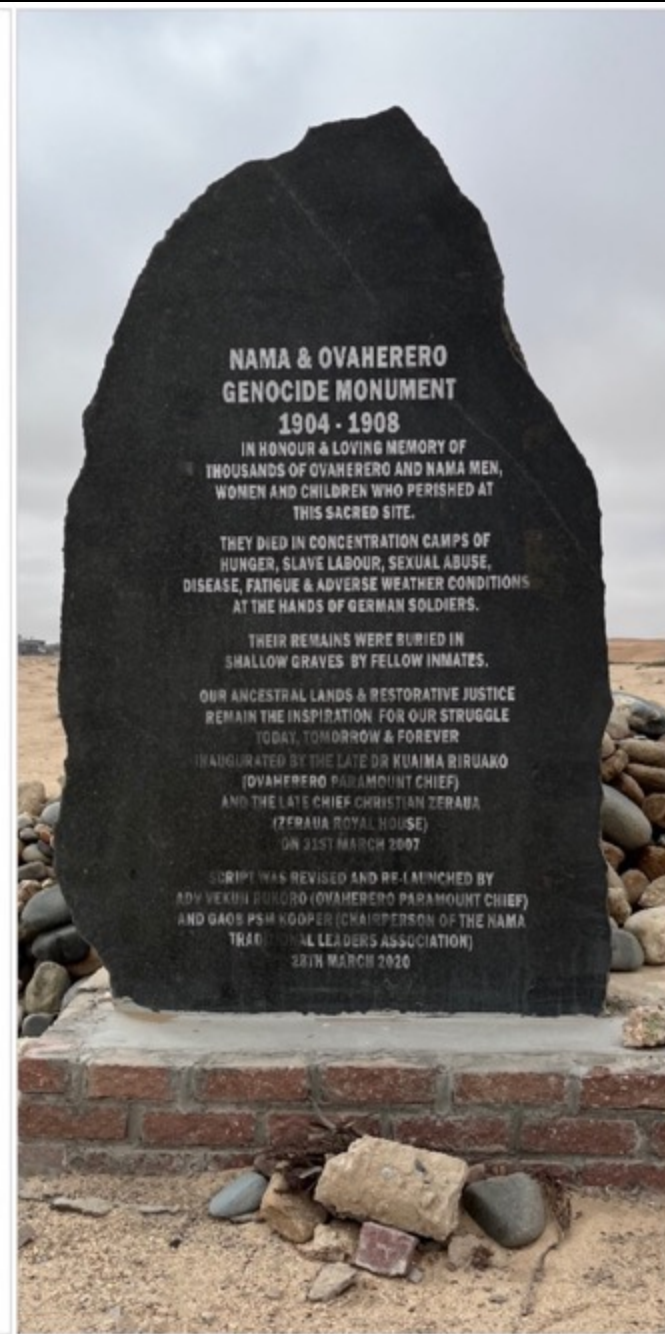 NAMA & OVAHERERO
GENOCIDE MONUMENT
1904 - 1908
IN HONOUR & LOVING MEMORY OF
THOUSANDS OF OVAHERERO AND NAMA MEN,
WOMEN AND CHILDREN WHO PERISHED AT
THIS SACRED SITE.
THEY DIED IN CONCENTRATION CAMPS OF
HUNGER, SLAVE LABOUR, SEXUAL ABUSE,
DISEASE, FATIGUE & ADVERSE WEATHER CONDITIONS
AT THE HANDS OF GERMAN SOLDIERS.
THEIR REMAINS WERE BURIED IN
SHALLOW GRAVES BY FELLOW INMATES.
OUR ANCESTRAL LANDS & RESTORATIVE JUSTICE
REMAIN THE INSPIRATION FOR OUR STRUGGLE
TODAY, TOMORROW & FOREVER
INAUGURATED BY THE LATE DR KUAIMA RIRUAKO
(OVAHERERO PARAMOUNT CHIEF)
AND THE LATE CHIEF CHRISTIAN ZERAUA
(ZERAUA ROYAL HOUSE)
ON 31ST MARCH 2007
SCRIPT WAS REVISED AND RE-LAUNCHED BY
ADV VEKUII RUKORO (OVAHERERO PARAMOUNT CHIEF)
AND GAOB PSM KOOPER (CHAIRPERSON OF THE NAMA
TRADITIONAL LEADERS ASSOCIATION)
28TH MARCH 2020